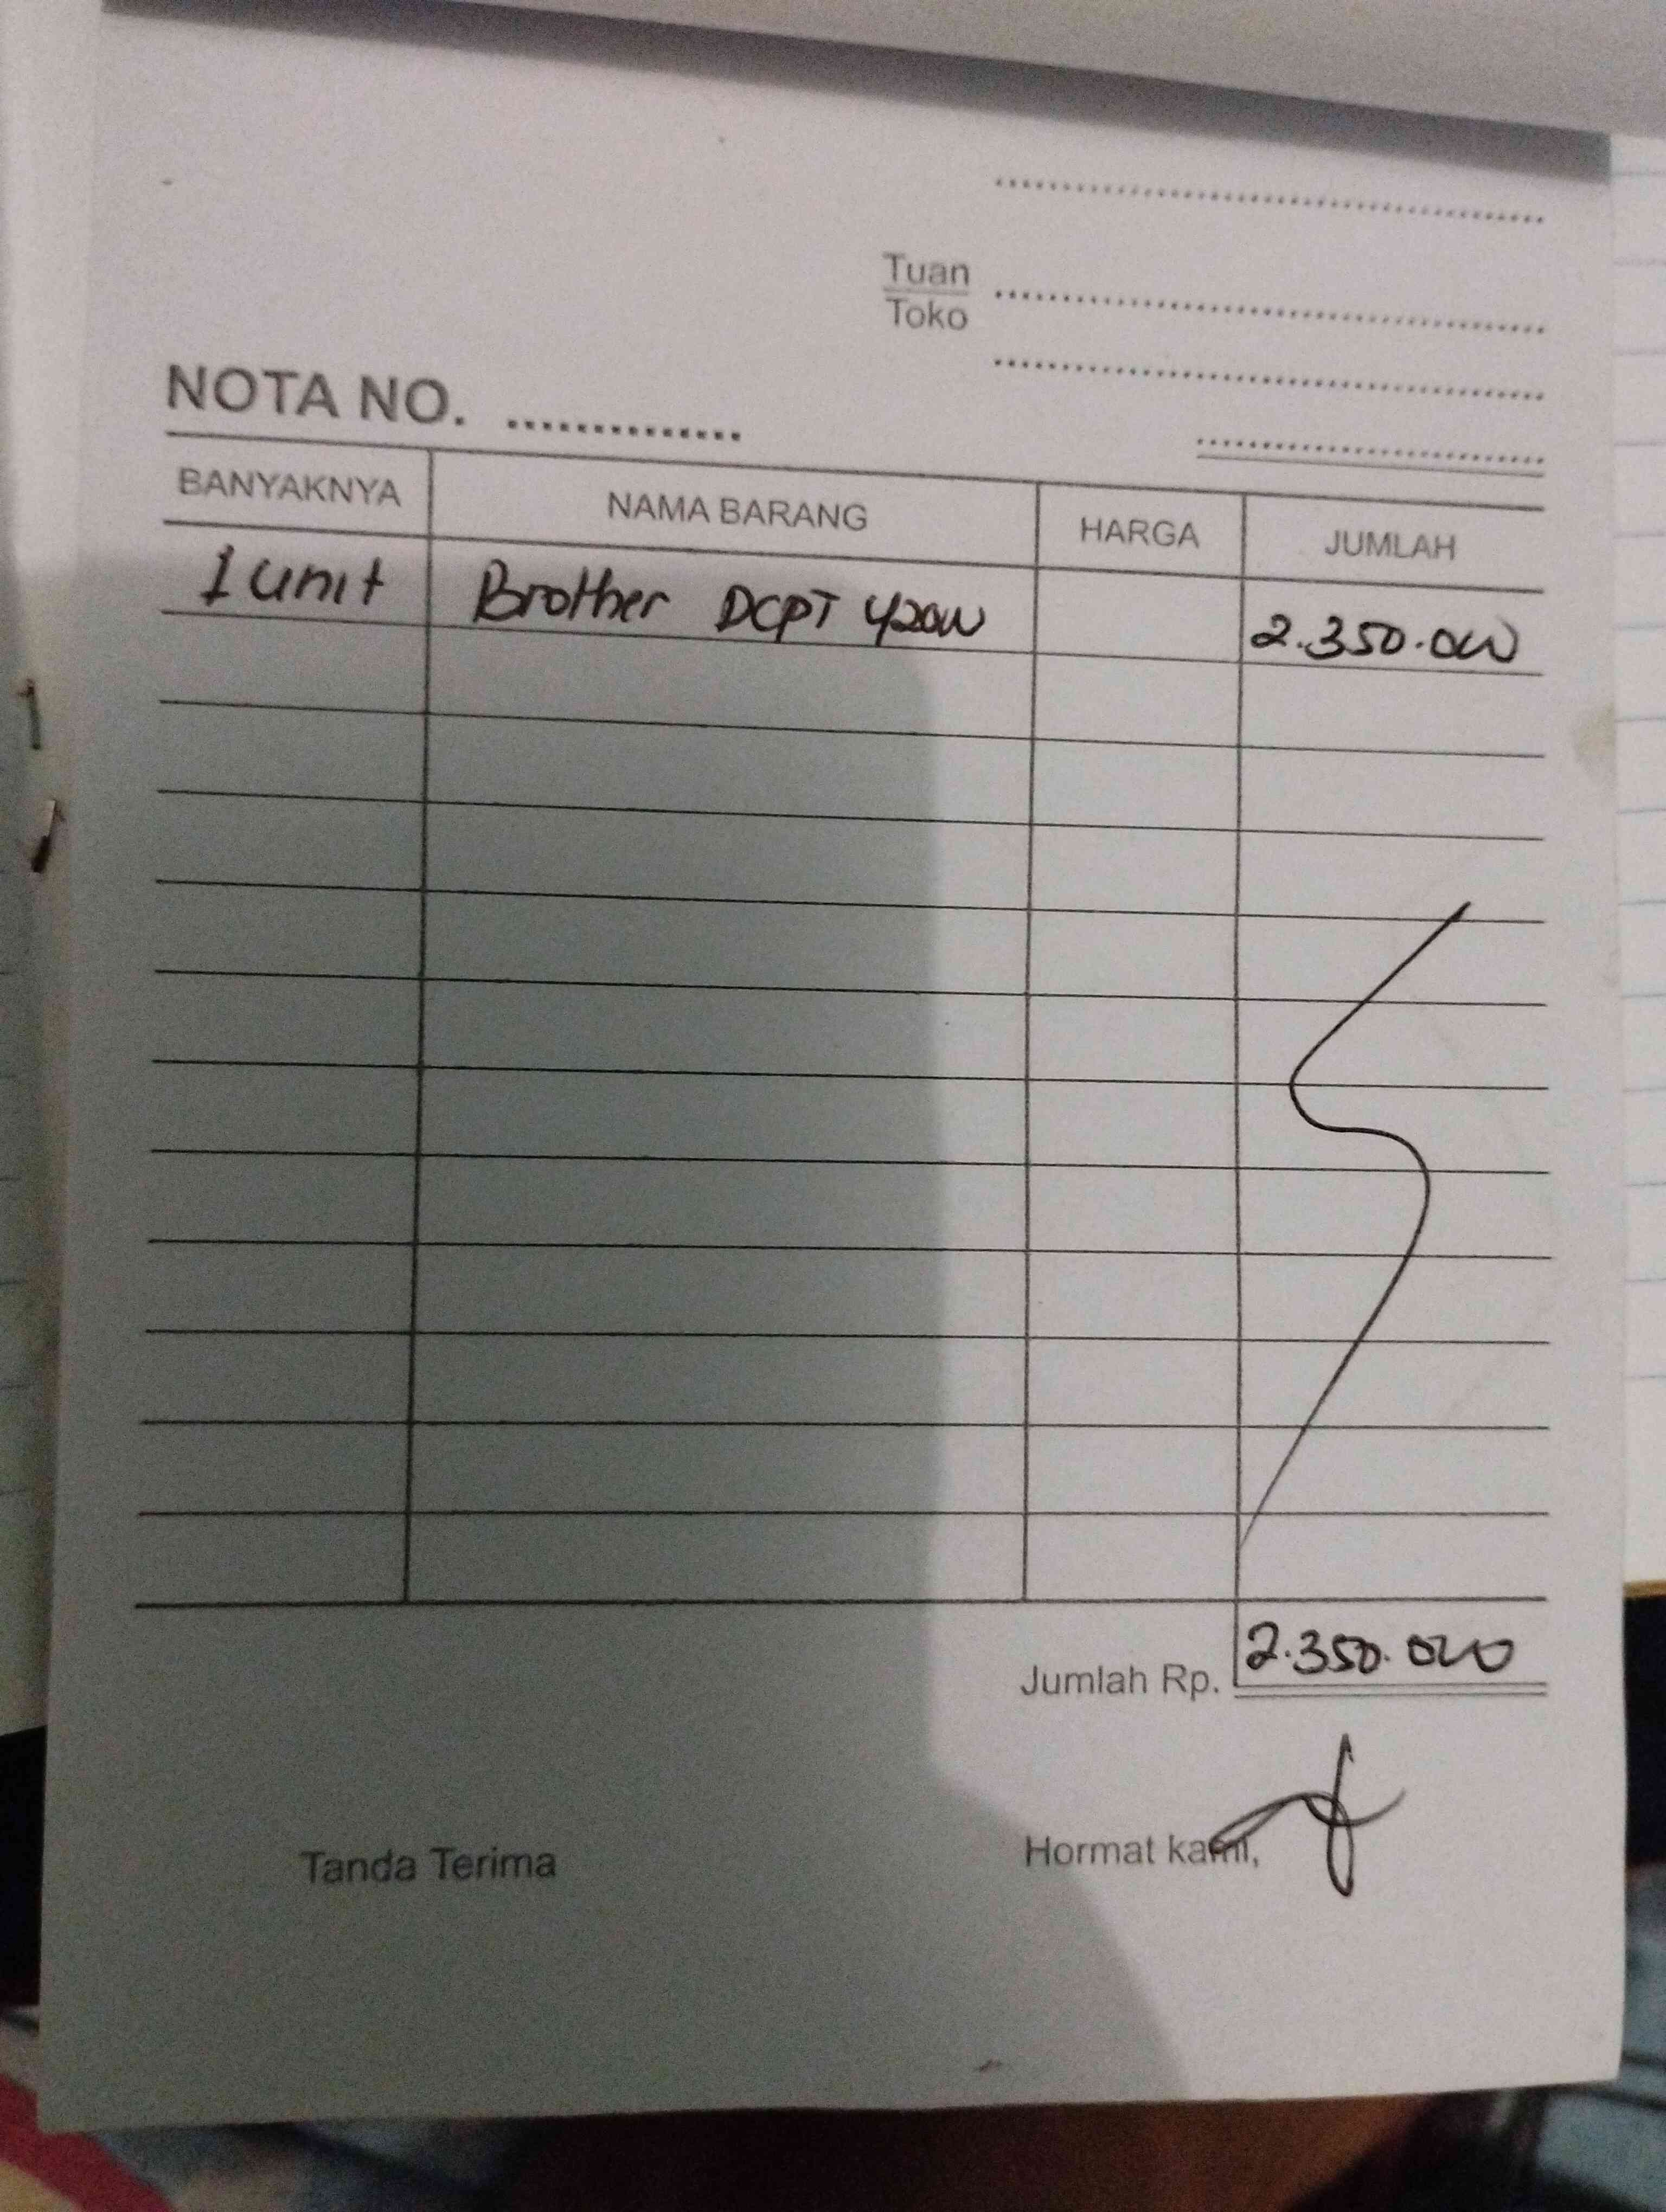 Tuan
Toko
NOTA NO. ..............
BANYAKNYA NAMA BARANG HARGA JUMLAH
1 unit Brother DCPT 420W 2.350.000
Jumlah Rp. 2.350.000
Tanda Terima Hormat kami,